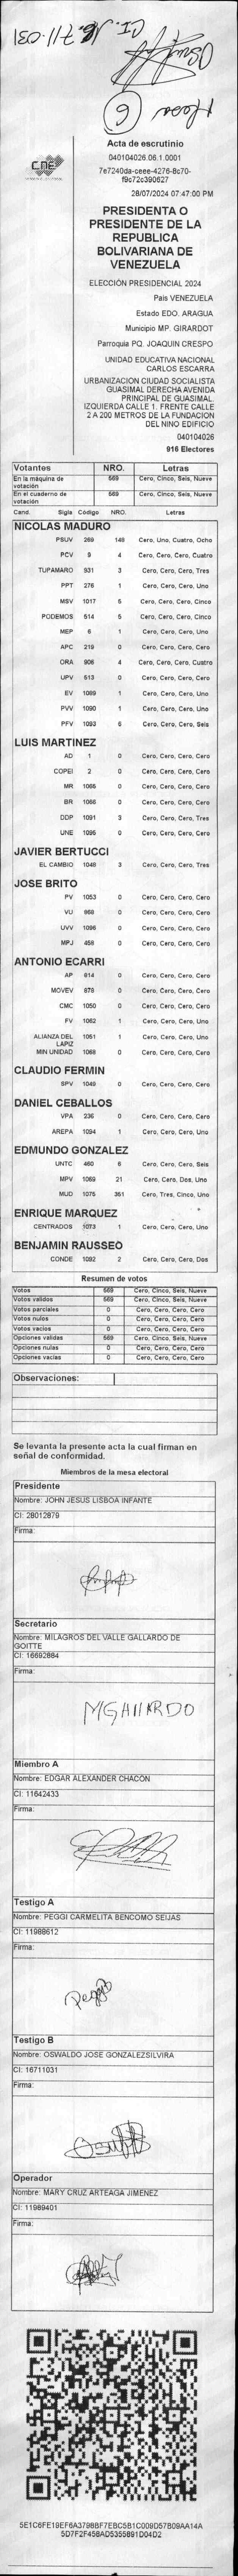 CI. 16.711.031
Mesa
6
CNE
Acta de escrutinio
040104026.06.1.0001
7e7240da-ceee-4276-8c70-
f9c72c390627
28/07/2024 07:47:00 PM
PRESIDENTA O
PRESIDENTE DE LA
REPUBLICA
BOLIVARIANA DE
VENEZUELA
ELECCIÓN PRESIDENCIAL 2024
País VENEZUELA
Estado EDO. ARAGUA
Municipio MP. GIRARDOT
Parroquia PQ. JOAQUIN CRESPO
UNIDAD EDUCATIVA NACIONAL
CARLOS ESCARRA
URBANIZACION CIUDAD SOCIALISTA
GUASIMAL DERECHA AVENIDA
PRINCIPAL DE GUASIMAL.
IZQUIERDA CALLE 1. FRENTE CALLE
2 A 200 METROS DE LA FUNDACION
DEL NINO EDIFICIO
040104026
916 Electores
Votantes NRO. Letras
En la máquina de votación 569 Cero, Cinco, Seis, Nueve
En el cuaderno de votación 569 Cero, Cinco, Seis, Nueve
Cand. Sigla Código NRO. Letras
NICOLAS MADURO
PSUV 269 148 Cero, Uno, Cuatro, Ocho
PCV 9 4 Cero, Cero, Cero, Cuatro
TUPAMARO 931 3 Cero, Cero, Cero, Tres
PPT 276 1 Cero, Cero, Cero, Uno
MSV 1017 5 Cero, Cero, Cero, Cinco
PODEMOS 514 5 Cero, Cero, Cero, Cinco
MEP 6 1 Cero, Cero, Cero, Uno
APC 219 0 Cero, Cero, Cero, Cero
ORA 908 4 Cero, Cero, Cero, Cuatro
UPV 613 0 Cero, Cero, Cero, Cero
EV 1099 1 Cero, Cero, Cero, Uno
PVV 1090 1 Cero, Cero, Cero, Uno
PFV 1093 6 Cero, Cero, Cero, Seis
LUIS MARTINEZ
AD 1 0 Cero, Cero, Cero, Cero
COPEI 2 0 Cero, Cero, Cero, Cero
MR 1065 0 Cero, Cero, Cero, Cero
BR 1066 0 Cero, Cero, Cero, Cero
DDP 1091 3 Cero, Cero, Cero, Tres
UNE 1095 0 Cero, Cero, Cero, Cero
JAVIER BERTUCCI
EL CAMBIO 1048 3 Cero, Cero, Cero, Tres
JOSE BRITO
PV 1053 0 Cero, Cero, Cero, Cero
VU 968 0 Cero, Cero, Cero, Cero
UVV 1096 0 Cero, Cero, Cero, Cero
MPJ 458 0 Cero, Cero, Cero, Cero
ANTONIO ECARRI
AP 814 0 Cero, Cero, Cero, Cero
MOVEV 878 0 Cero, Cero, Cero, Cero
CMC 1050 0 Cero, Cero, Cero, Cero
FV 1062 1 Cero, Cero, Cero, Uno
ALIANZA DEL LAPIZ 1051 1 Cero, Cero, Cero, Uno
MIN UNIDAD 1068 0 Cero, Cero, Cero, Cero
CLAUDIO FERMIN
SPV 1049 0 Cero, Cero, Cero, Cero
DANIEL CEBALLOS
VPA 236 0 Cero, Cero, Cero, Cero
AREPA 1094 1 Cero, Cero, Cero, Uno
EDMUNDO GONZALEZ
UNTC 460 6 Cero, Cero, Cero, Seis
MPV 1069 21 Cero, Cero, Dos, Uno
MUD 1075 351 Cero, Tres, Cinco, Uno
ENRIQUE MARQUEZ
CENTRADOS 1073 1 Cero, Cero, Cero, Uno
BENJAMIN RAUSSEO
CONDE 1092 2 Cero, Cero, Cero, Dos
Resumen de votos
Votos 569 Cero, Cinco, Seis, Nueve
Votos validos 569 Cero, Cinco, Seis, Nueve
Votos parciales 0 Cero, Cero, Cero, Cero
Votos nulos 0 Cero, Cero, Cero, Cero
Votos vacios 0 Cero, Cero, Cero, Cero
Opciones validas 569 Cero, Cinco, Seis, Nueve
Opciones nulas 0 Cero, Cero, Cero, Cero
Opciones vacias 0 Cero, Cero, Cero, Cero
Observaciones:
Se levanta la presente acta la cual firman en
señal de conformidad.
Miembros de la mesa electoral
Presidente
Nombre: JOHN JESUS LISBOA INFANTE
CI: 28012879
Firma:
Secretario
Nombre: MILAGROS DEL VALLE GALLARDO DE
GOITTE
CI: 16692884
Firma:
MGAllARDO
Miembro A
Nombre: EDGAR ALEXANDER CHACON
CI: 11642433
Firma:
Testigo A
Nombre: PEGGI CARMELITA BENCOMO SEIJAS
CI: 11988612
Firma:
Peggi
Testigo B
Nombre: OSWALDO JOSE GONZALEZSILVIRA
CI: 16711031
Firma:
Operador
Nombre: MARY CRUZ ARTEAGA JIMENEZ
CI: 11989401
Firma:
5E1C6FE19EF6A3798BF7EBC5B1C009D57B09AA14A
5D7F2F458AD5355891D04D2